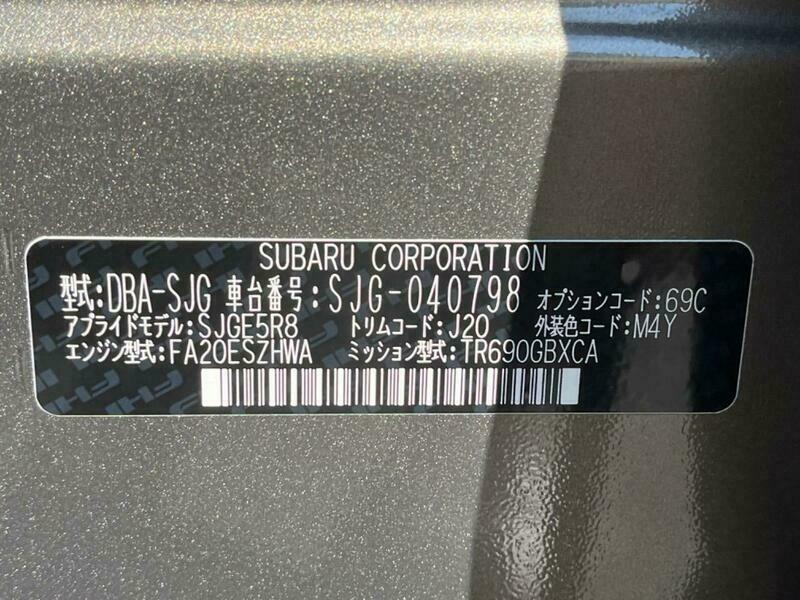 SUBARU CORPORATION
型式:DBA-SJG 車台番号:SJG-040798 オプションコード:69C
アプライドモデル:SJGE5R8 トリムコード:J20 外装色コード:M4Y
エンジン型式:FA20ESZHWA ミッション型式:TR690GBXCA